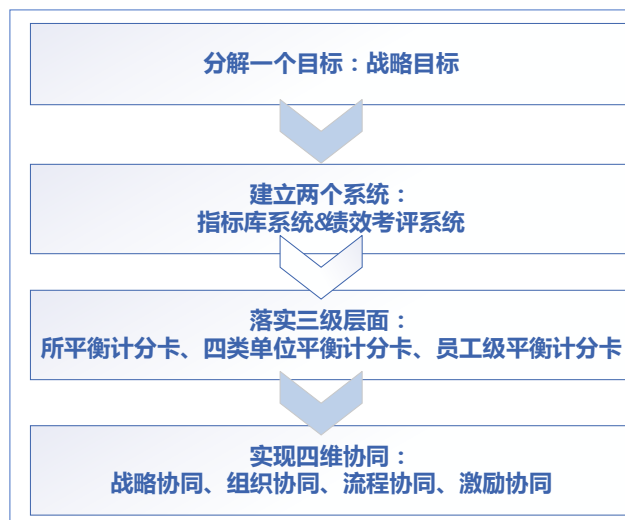 分解一个目标：战略目标
建立两个系统：
指标库系统&绩效考评系统
落实三级层面：
所平衡计分卡、四类单位平衡计分卡、员工级平衡计分卡
实现四维协同：
战略协同、组织协同、流程协同、激励协同